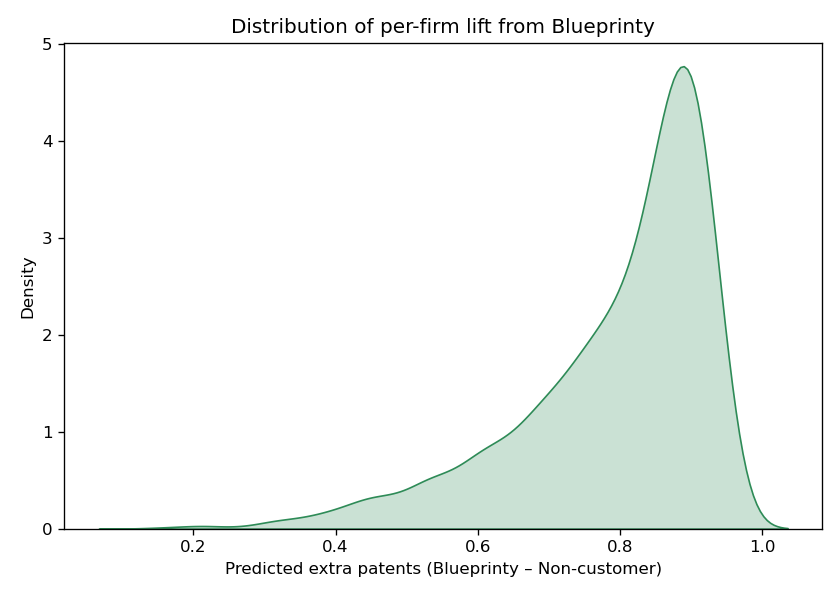 Distribution of per-firm lift from Blueprinty
5
4
3
2
1
0
Density
0.2 0.4 0.6 0.8 1.0
Predicted extra patents (Blueprinty – Non-customer)